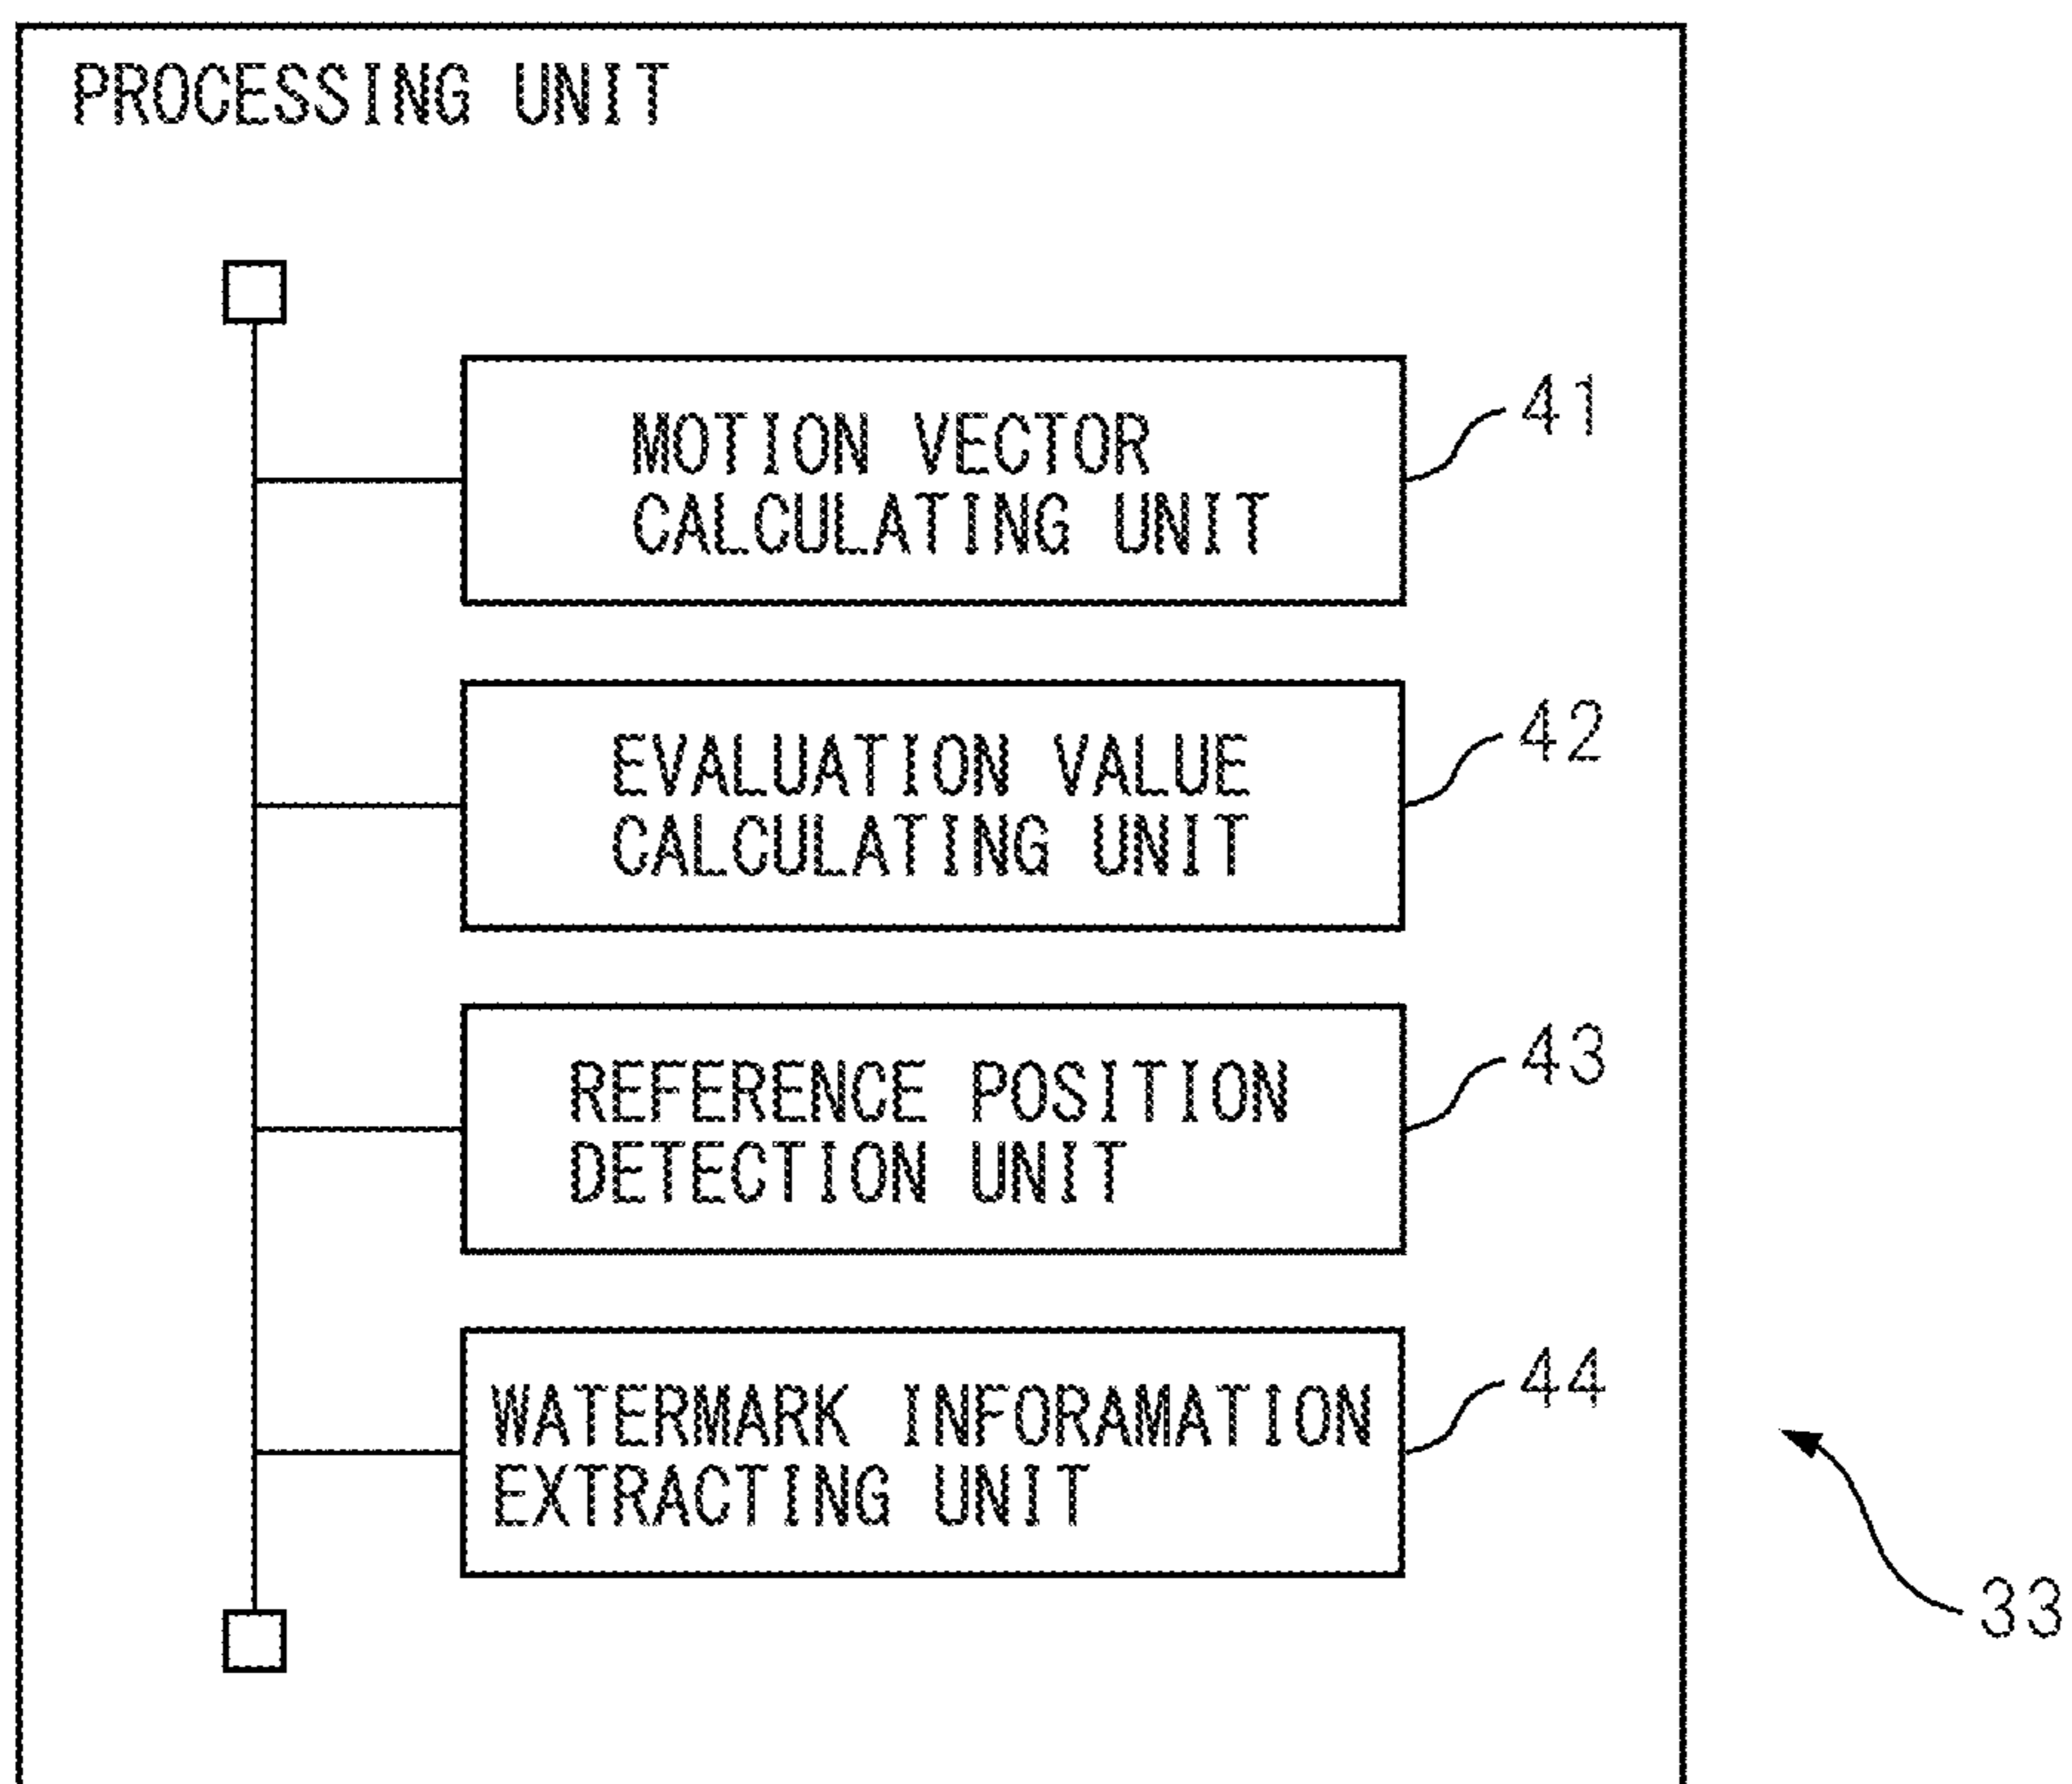 PROCESSING UNIT
MOTION VECTOR
CALCULATING UNIT
41
EVALUATION VALUE
CALCULATING UNIT
42
REFERENCE POSITION
DETECTION UNIT
43
WATERMARK INFORAMATION
EXTRACTING UNIT
44
33